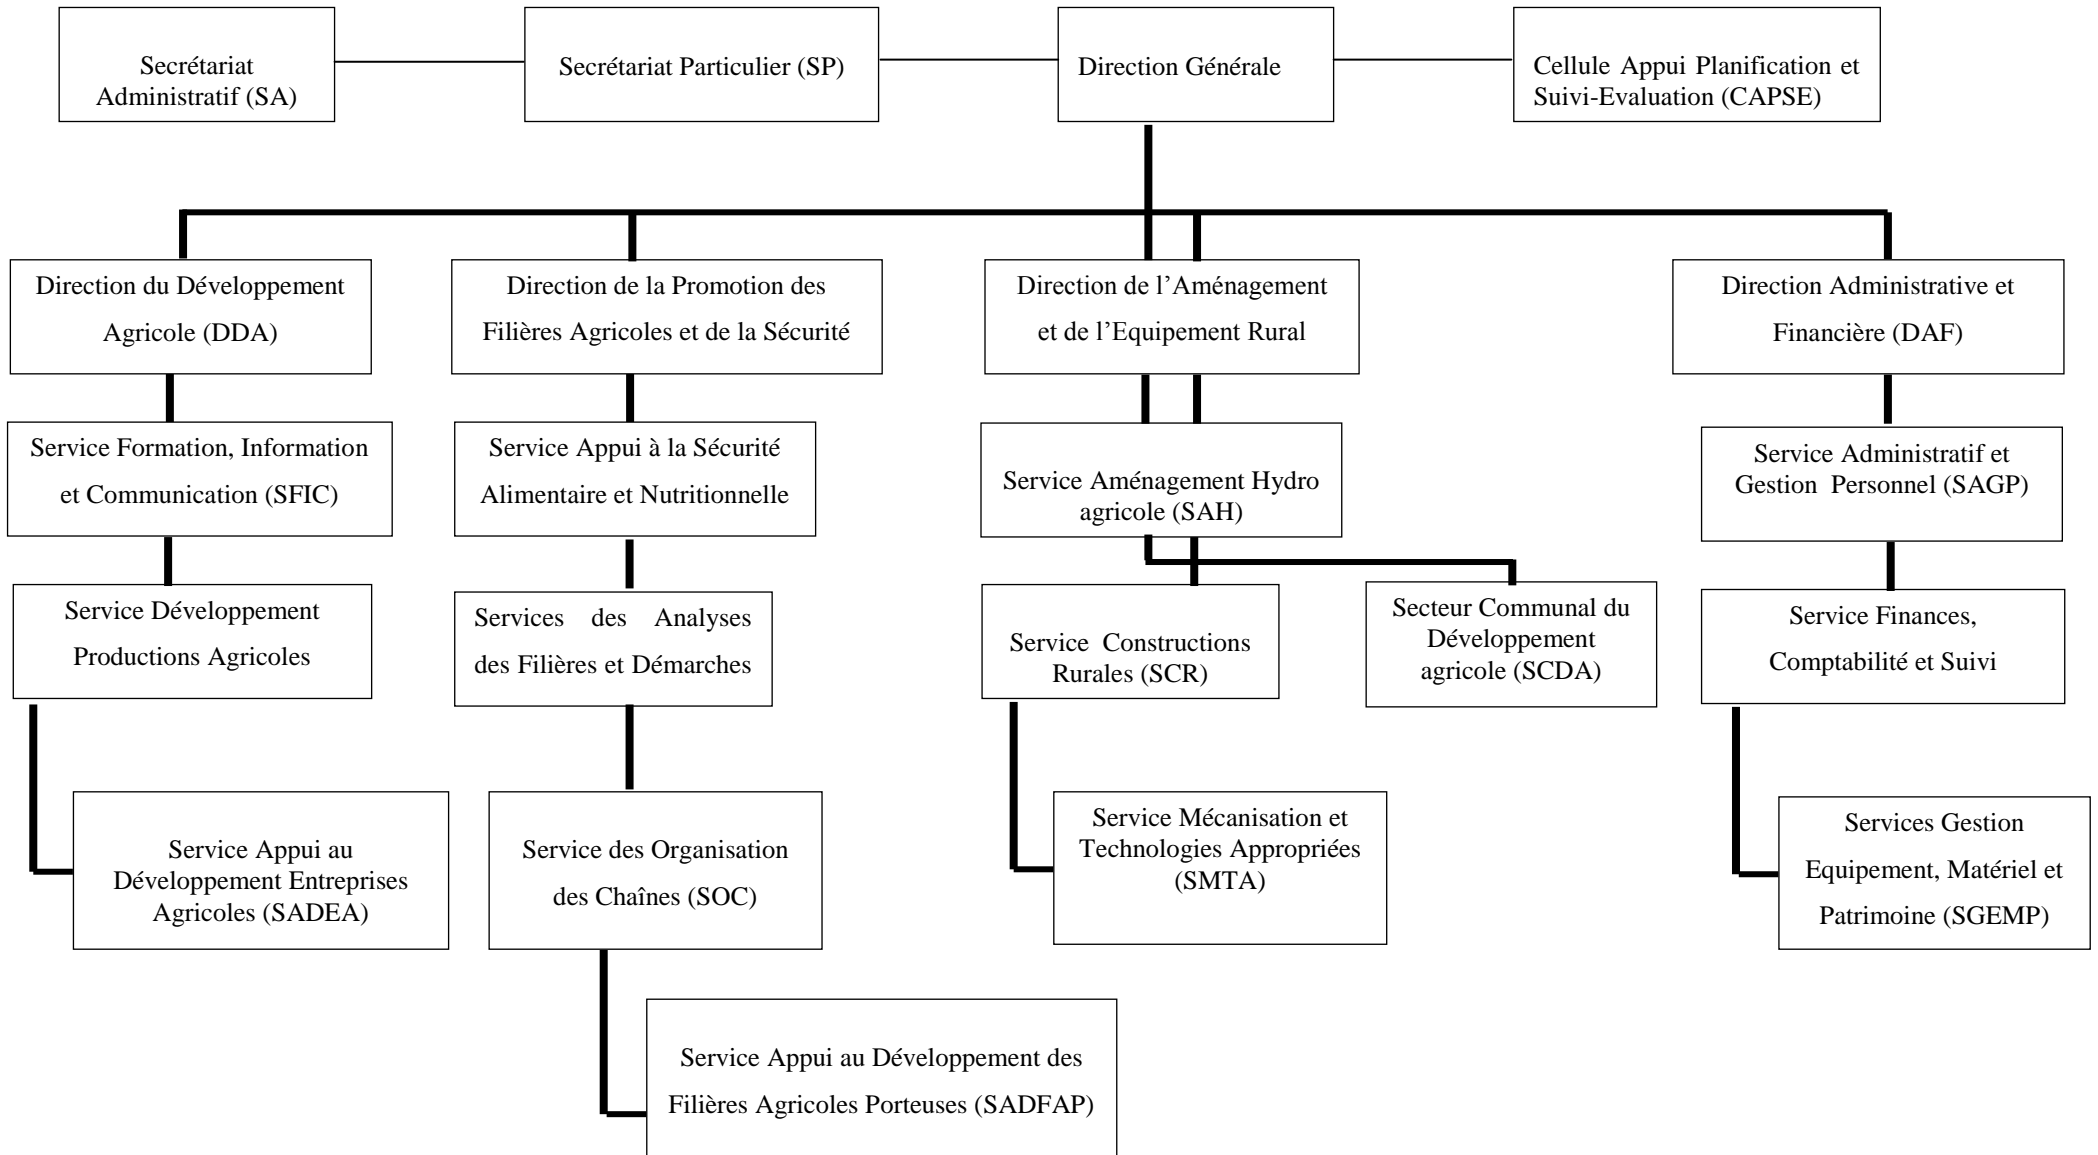 Secrétariat
Administratif (SA)
Secrétariat Particulier (SP)
Direction Générale
Cellule Appui Planification et
Suivi-Evaluation (CAPSE)
Direction du Développement
Agricole (DDA)
Direction de la Promotion des
Filières Agricoles et de la Sécurité
Direction de l’Aménagement
et de l’Equipement Rural
Direction Administrative et
Financière (DAF)
Service Formation, Information
et Communication (SFIC)
Service Appui à la Sécurité
Alimentaire et Nutritionnelle
Service Aménagement Hydro
agricole (SAH)
Service Administratif et
Gestion Personnel (SAGP)
Service Développement
Productions Agricoles
Services des Analyses
des Filières et Démarches
Service Constructions
Rurales (SCR)
Secteur Communal du
Développement
agricole (SCDA)
Service Finances,
Comptabilité et Suivi
Service Appui au
Développement Entreprises
Agricoles (SADEA)
Service des Organisation
des Chaînes (SOC)
Service Mécanisation et
Technologies Appropriées
(SMTA)
Services Gestion
Equipement, Matériel et
Patrimoine (SGEMP)
Service Appui au Développement des
Filières Agricoles Porteuses (SADFAP)